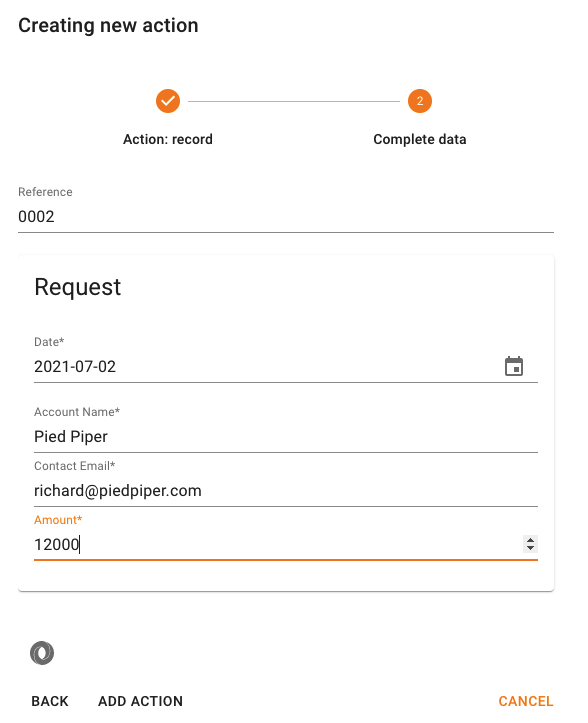 Creating new action
2
Action: record
Complete data
Reference
0002
Request
Date*
2021-07-02
Account Name*
Pied Piper
Contact Email*
richard@piedpiper.com
Amount*
12000
BACK
ADD ACTION
CANCEL